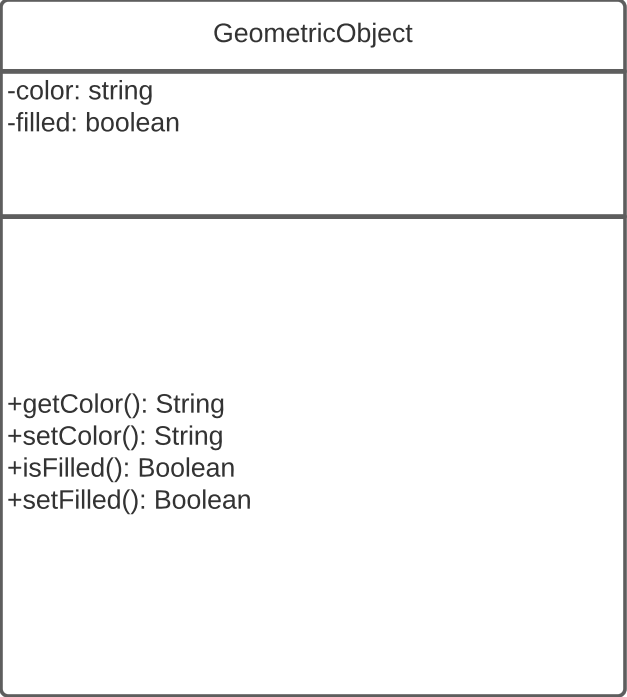 GeometricObject
-color: string
-filled: boolean
+getColor(): String
+setColor(): String
+isFilled(): Boolean
+setFilled(): Boolean